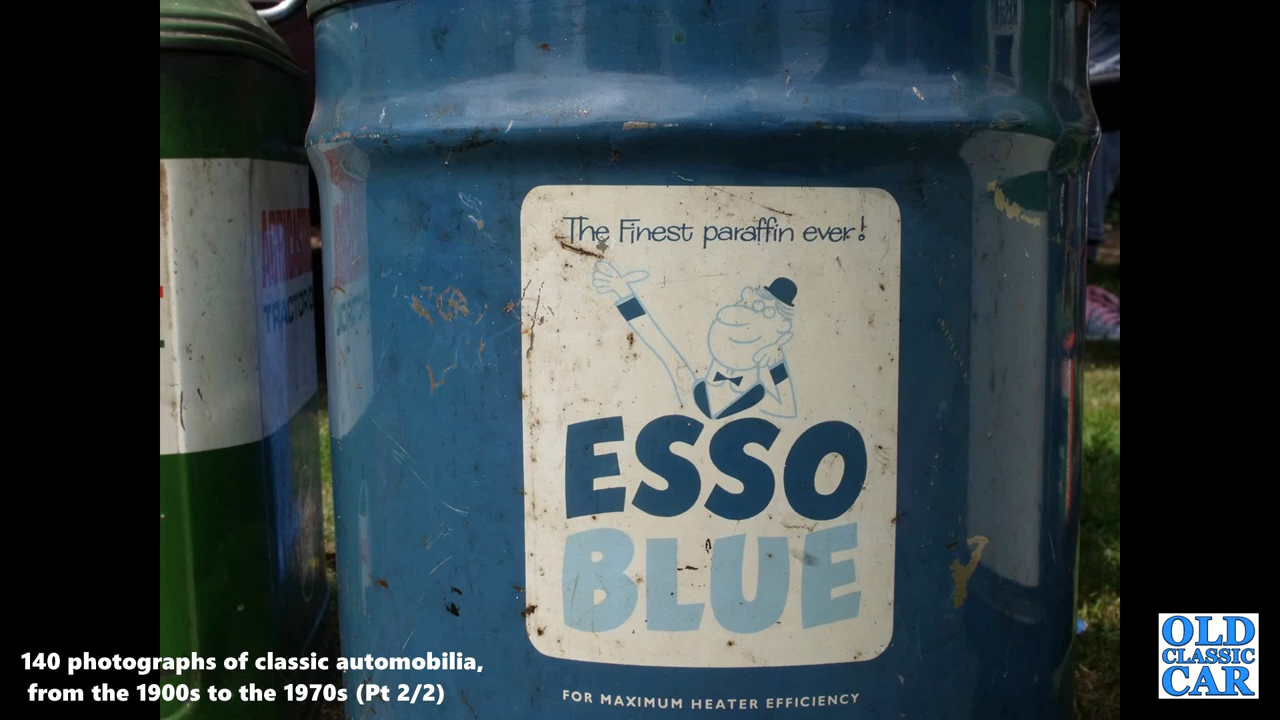 The Finest paraffin ever!
ESSO
BLUE
FOR MAXIMUM HEATER EFFICIENCY
TRACTOR
140 photographs of classic automobilia,
from the 1900s to the 1970s (Pt 2/2)
OLD
CLASSIC
CAR